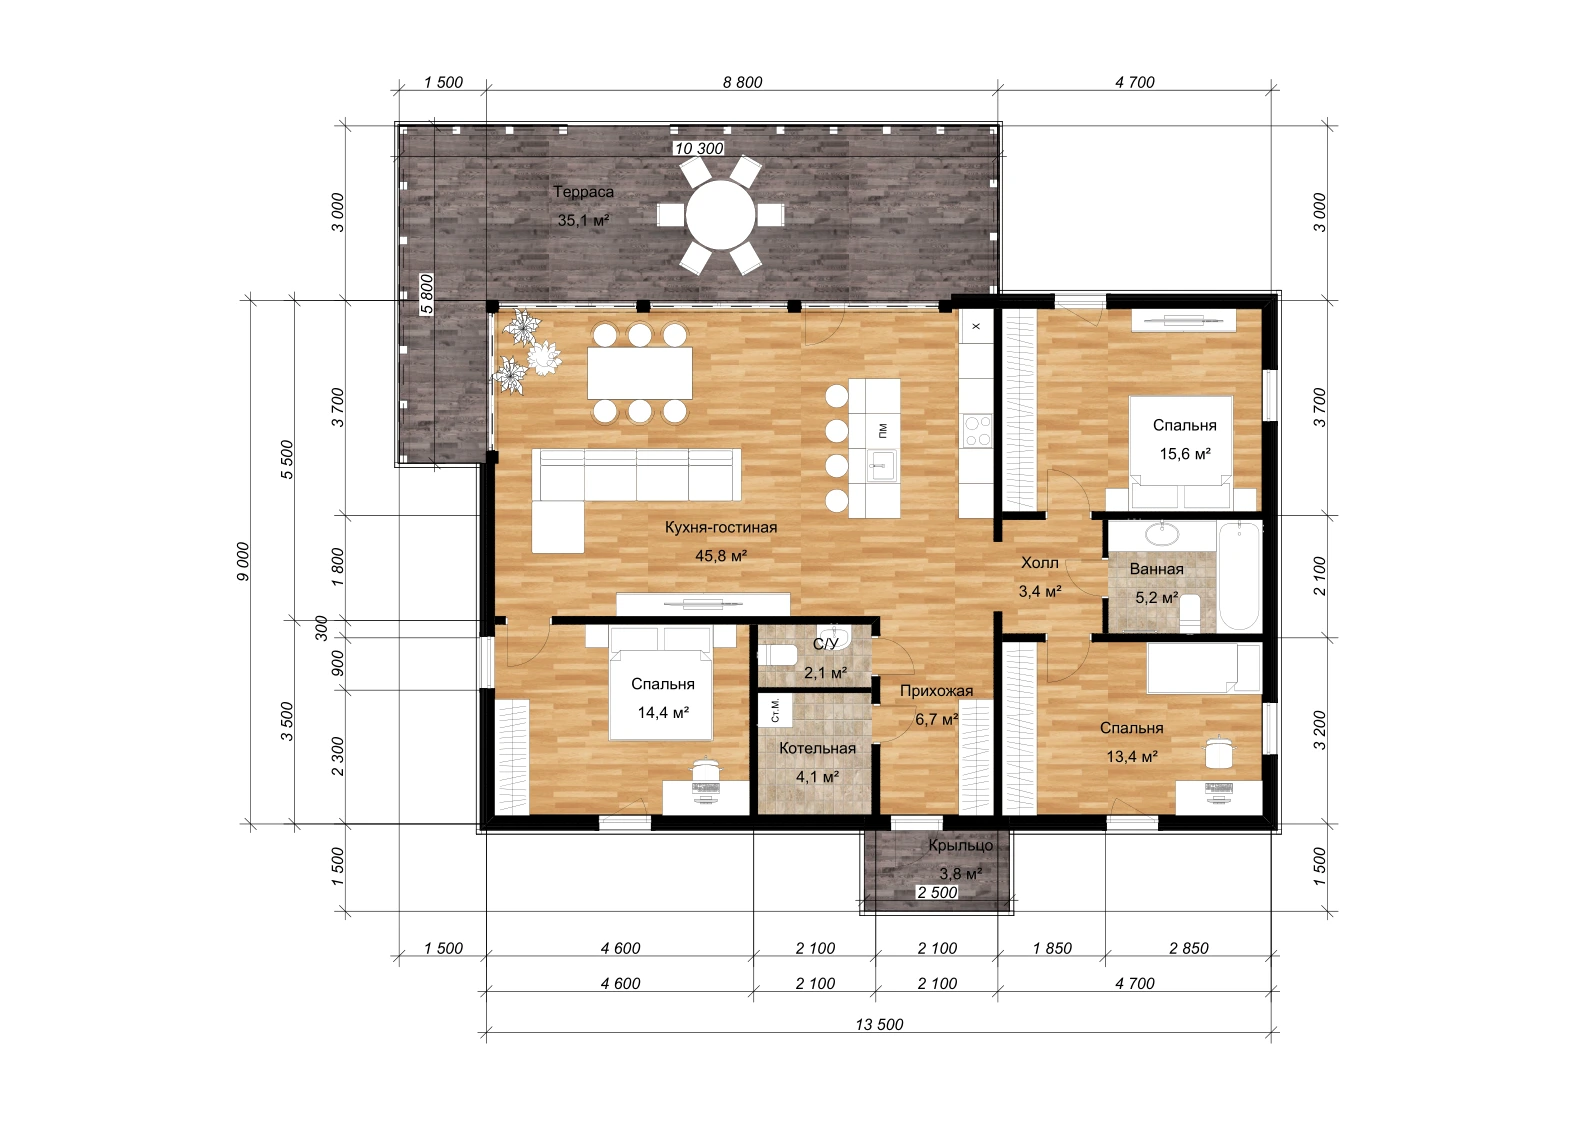 1 500
8 800
4 700
10 300
Терраса
35,1 м²
3 000
3 000
5 800
X
3 700
3 700
ПМ
Спальня
15,6 м²
5 500
9 000
Кухня-гостиная
45,8 м²
1 800
Холл
3,4 м²
Ванная
5,2 м²
2 100
300
900
С/У
2,1 м²
Спальня
14,4 м²
Прихожая
6,7 м²
Ст.М.
3 500
2 300
Котельная
4,1 м²
Спальня
13,4 м²
3 200
Крыльцо
3,8 м²
2 500
1 500
1 500
1 500
4 600
2 100
2 100
1 850
2 850
4 600
2 100
2 100
4 700
13 500